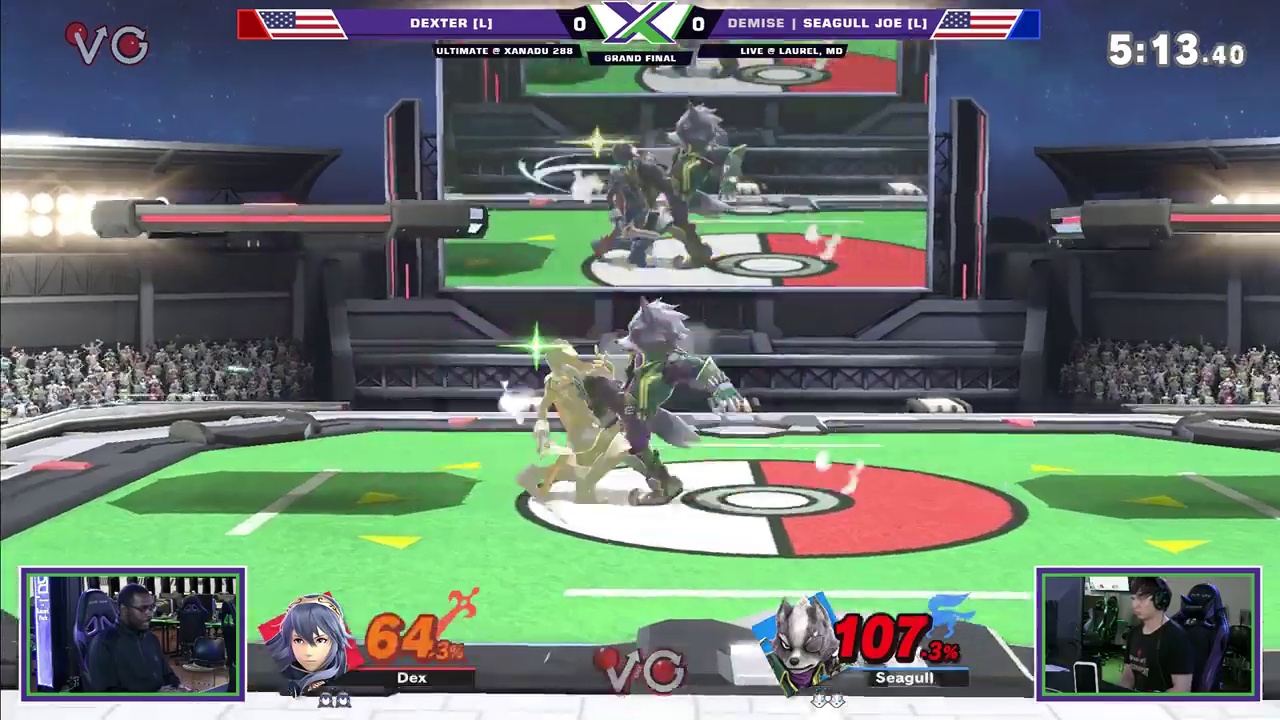 DEXTER [L]
0
0
DEMISE | SEAGULL JOE [L]
ULTIMATE @ XANADU 288
GRAND FINAL
LIVE @ LAUREL, MD
VG
5:13.40
64.3%
Dex
VG
107.3%
Seagull